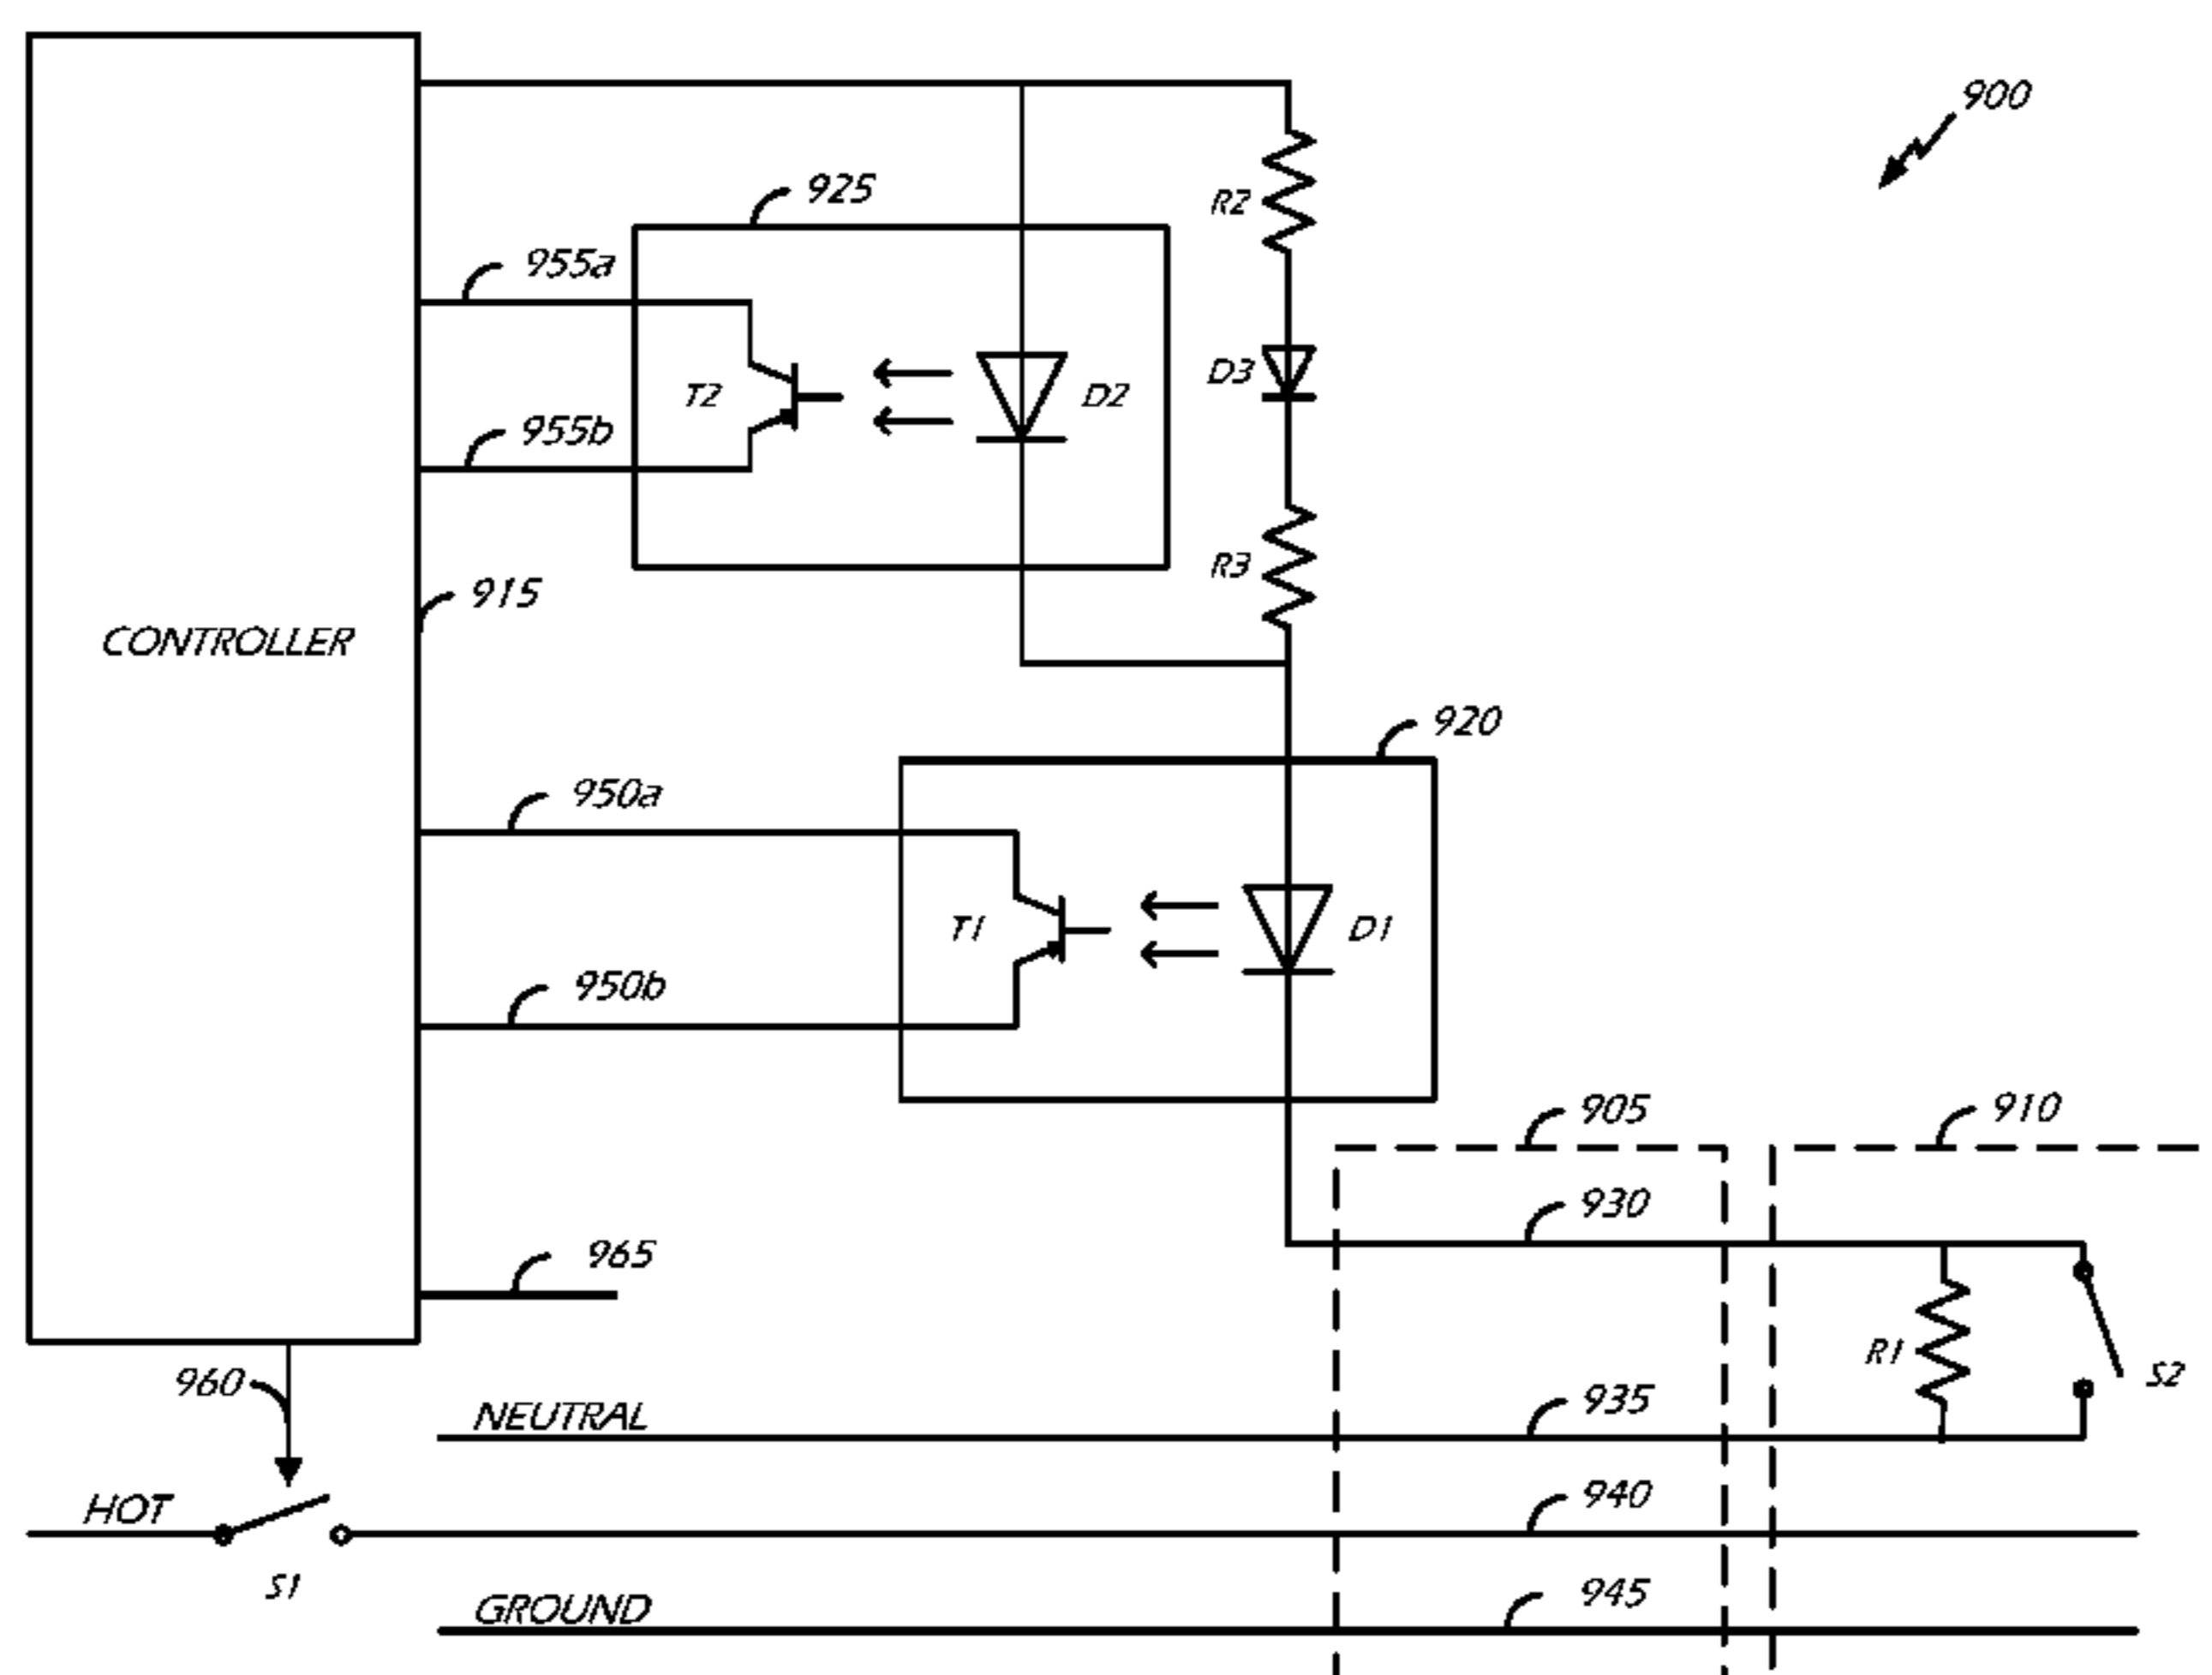 900
925
R2
955a
T2
D2
D3
955b
R3
915
CONTROLLER
920
950a
T1
D1
950b
905
910
930
965
R1
S2
960
NEUTRAL
935
HOT
940
S1
GROUND
945